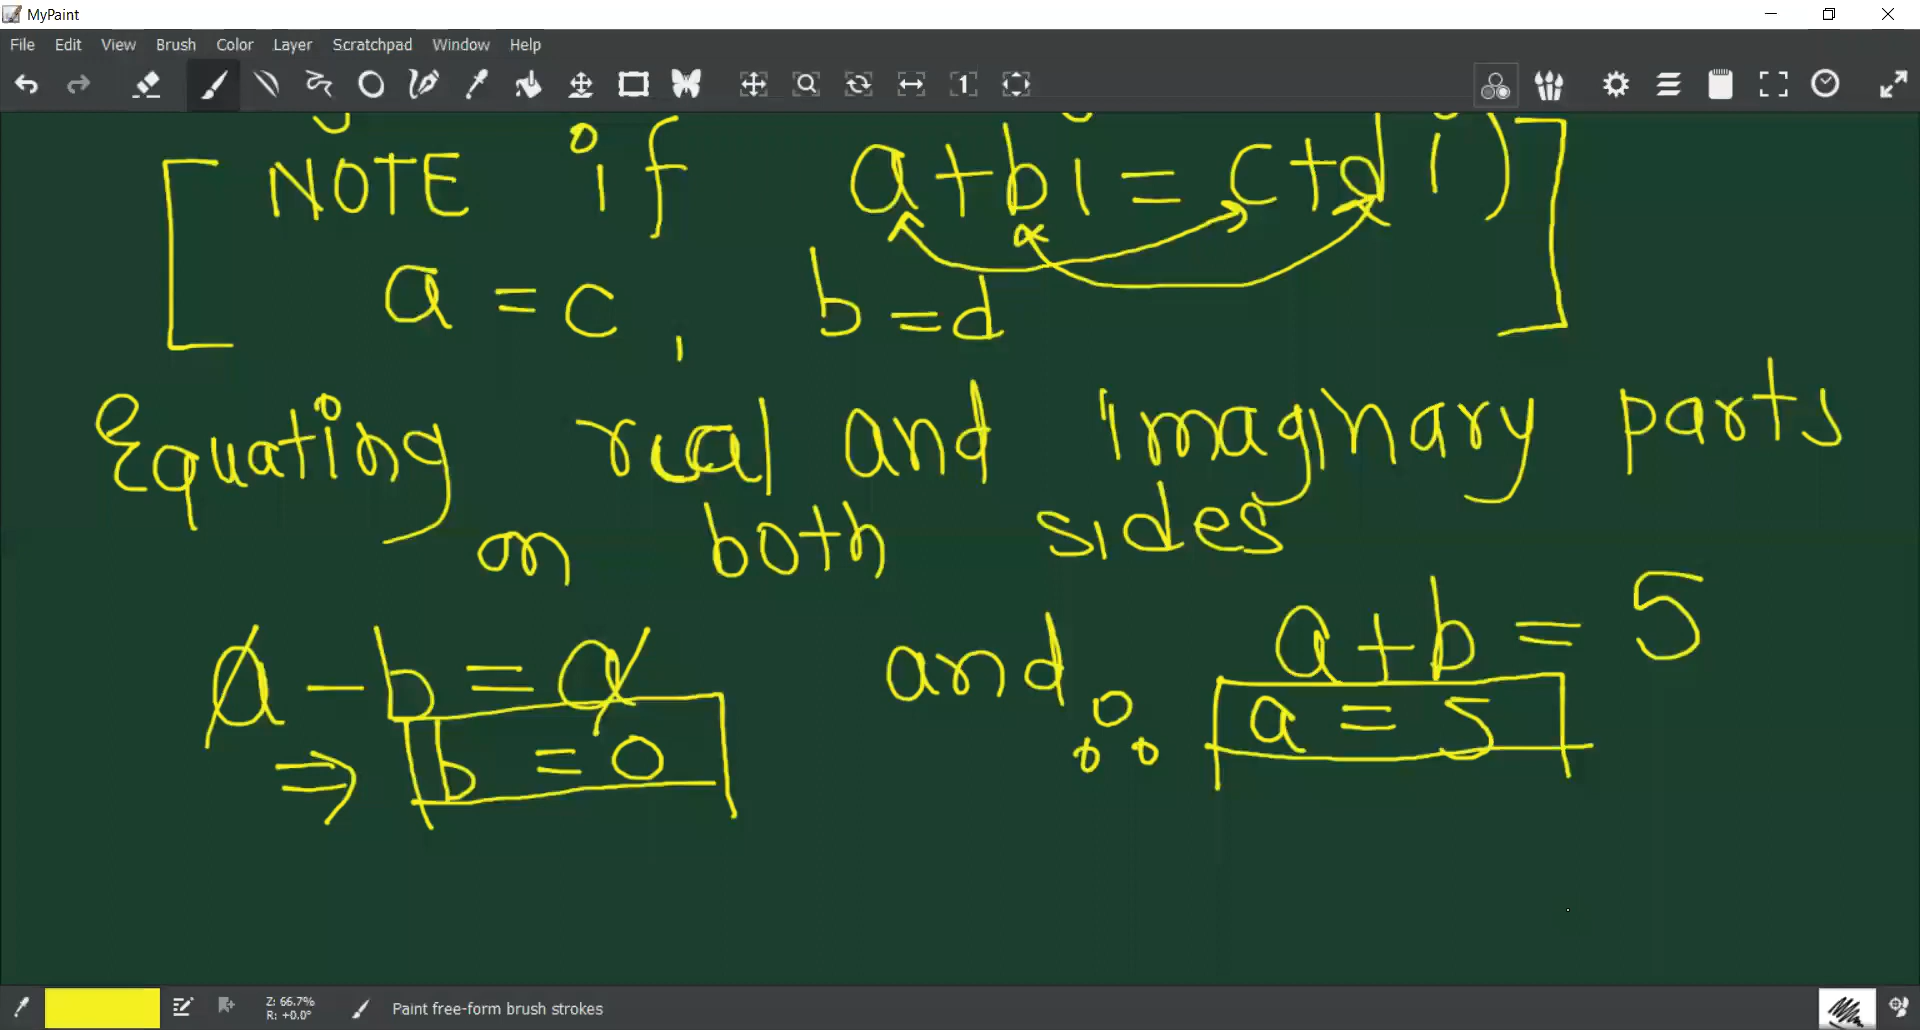 MyPaint
File Edit View Brush Color Layer Scratchpad Window Help
[ NOTE if a+bi = c+di) ]
a = c, b = d
Equating real and imaginary parts
on both sides
a - b = a and a+b = 5
⇒ b = 0 ∴ a = 5
Z: 66.7%
R: +0.0°
Paint free-form brush strokes